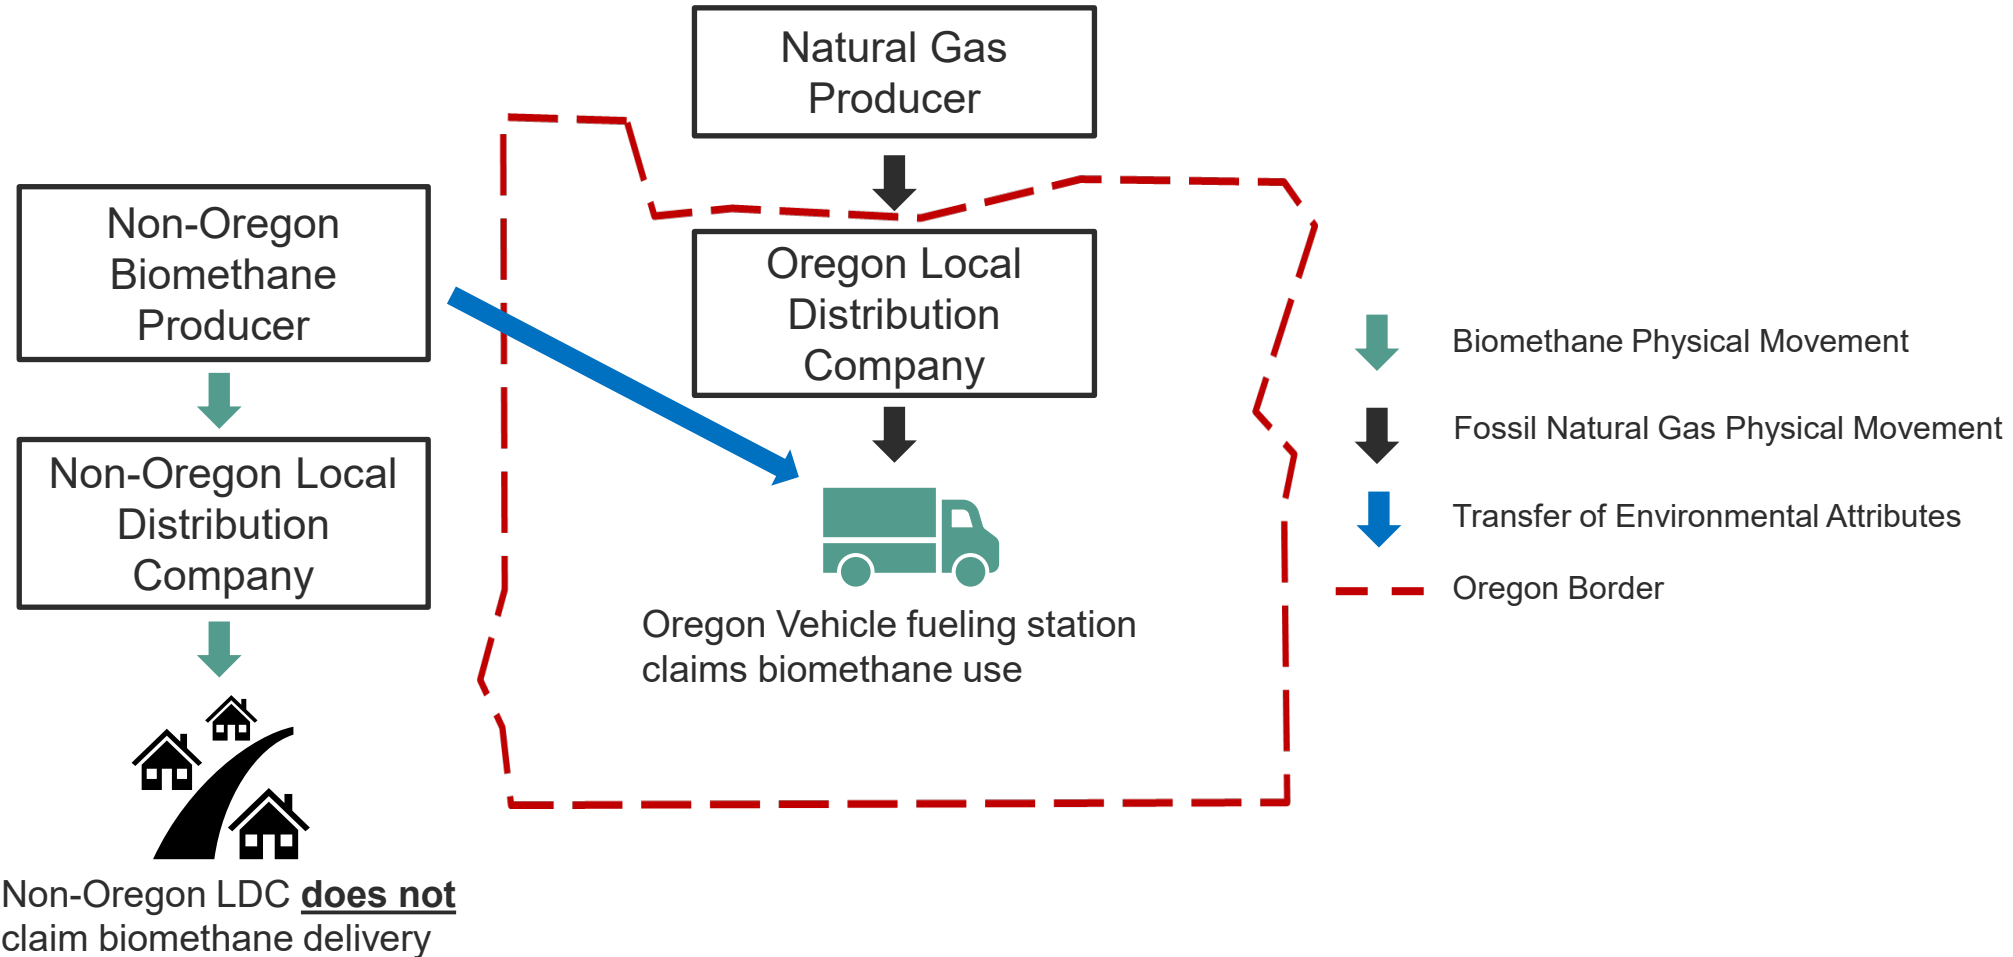 Natural Gas
Producer
Non-Oregon
Biomethane
Producer
Oregon Local
Distribution
Company
Non-Oregon Local
Distribution
Company
Oregon Vehicle fueling station
claims biomethane use
Non-Oregon LDC does not
claim biomethane delivery
Biomethane Physical Movement
Fossil Natural Gas Physical Movement
Transfer of Environmental Attributes
Oregon Border